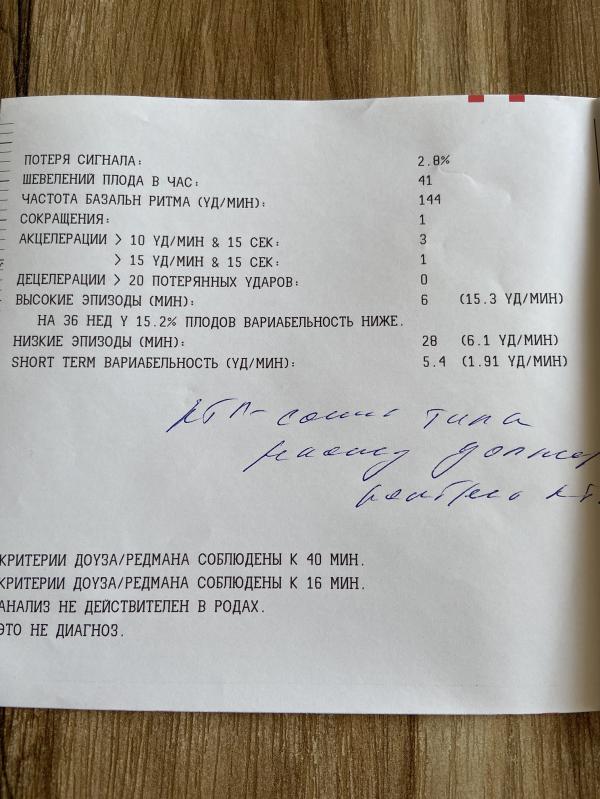 ПОТЕРЯ СИГНАЛА: 2.8%
ШЕВЕЛЕНИЙ ПЛОДА В ЧАС: 41
ЧАСТОТА БАЗАЛЬН РИТМА (УД/МИН): 144
СОКРАЩЕНИЯ: 1
АКЦЕЛЕРАЦИИ > 10 УД/МИН & 15 СЕК: 3
> 15 УД/МИН & 15 СЕК: 1
ДЕЦЕЛЕРАЦИИ > 20 ПОТЕРЯННЫХ УДАРОВ: 0
ВЫСОКИЕ ЭПИЗОДЫ (МИН): 6 (15.3 УД/МИН)
НА 36 НЕД У 15.2% ПЛОДОВ ВАРИАБЕЛЬНОСТЬ НИЖЕ.
НИЗКИЕ ЭПИЗОДЫ (МИН): 28 (6.1 УД/МИН)
SHORT TERM ВАРИАБЕЛЬНОСТЬ (УД/МИН): 5.4 (1.91 УД/МИН)
типа
КРИТЕРИИ ДОУЗА/РЕДМАНА СОБЛЮДЕНЫ К 40 МИН.
КРИТЕРИИ ДОУЗА/РЕДМАНА СОБЛЮДЕНЫ К 16 МИН.
АНАЛИЗ НЕ ДЕЙСТВИТЕЛЕН В РОДАХ.
ЭТО НЕ ДИАГНОЗ.